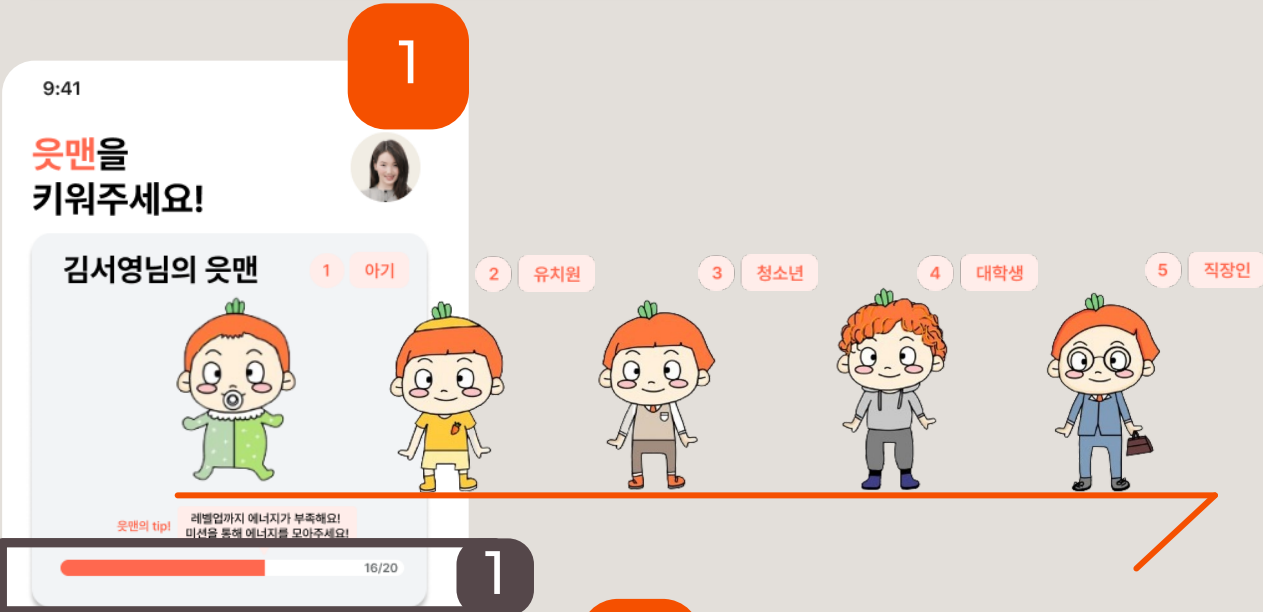 1
9:41
웃맨을
키워주세요!
김서영님의 웃맨
1 아기
2 유치원
3 청소년
4 대학생
5 직장인
웃맨의 tip!
레벨업까지 에너지가 부족해요!
미션을 통해 에너지를 모아주세요!
16/20
1